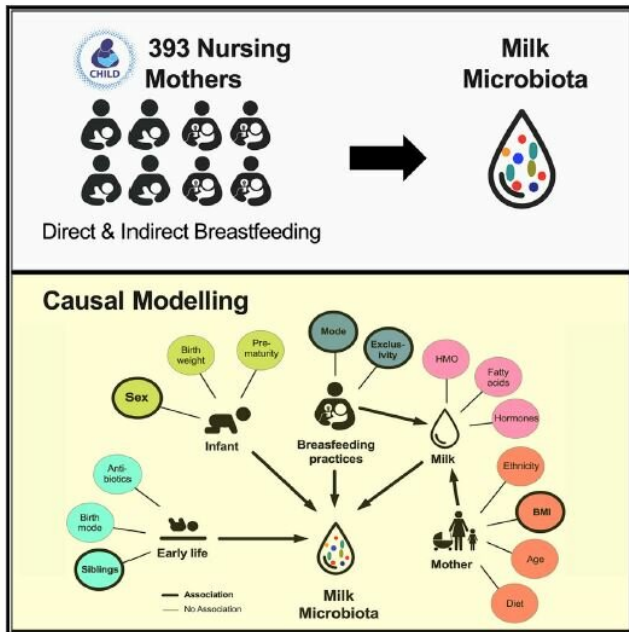 CHILD
393 Nursing
Mothers
Milk
Microbiota
Direct & Indirect Breastfeeding
Causal Modelling
Mode
Exclus-
ivity
Birth
weight
Pre-
maturity
HMO
Fatty
acids
Hormones
Sex
Infant
Breasfeeding
practices
Milk
Anti-
biotics
Birth
mode
Siblings
Early life
Ethnicity
BMI
Age
Diet
Mother
Association
No Association
Milk
Microbiota